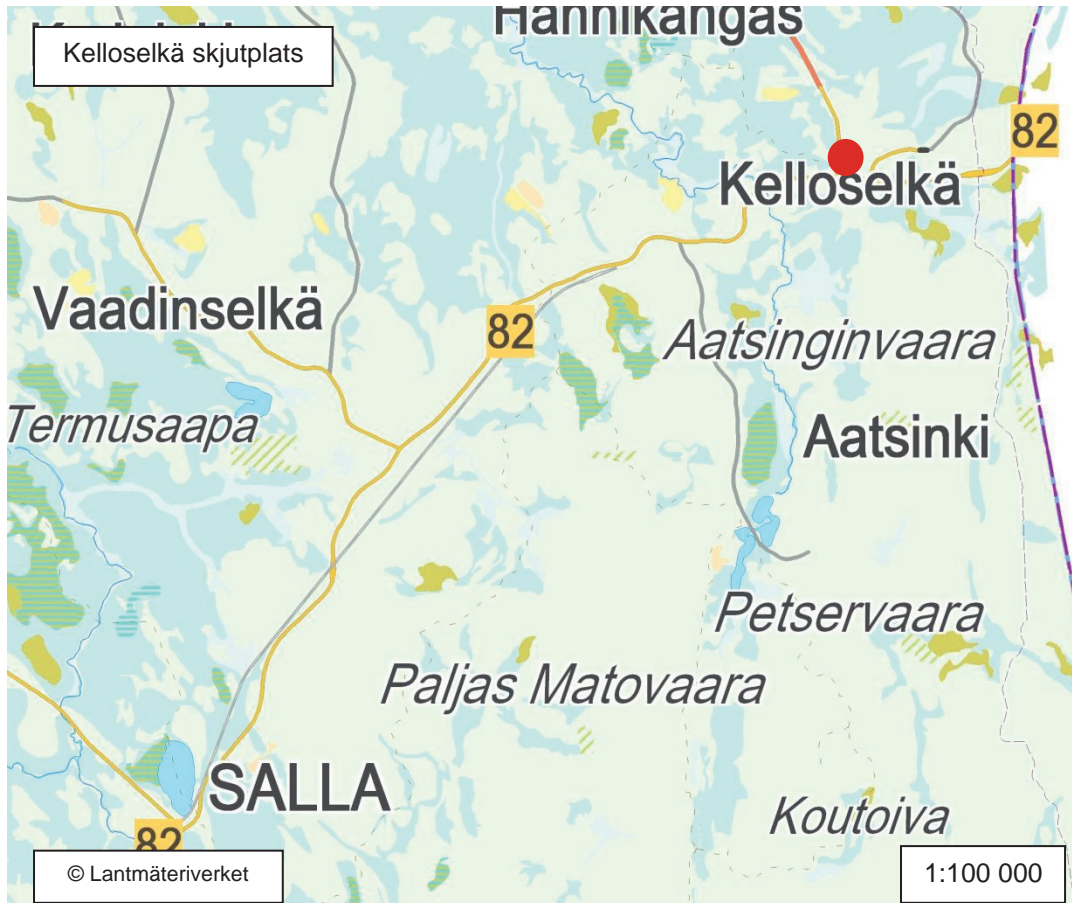 Hannikangas
Kelloselkä skjutplats
82
Kelloselkä
Vaadinselkä
82
Aatsinginvaara
Termusaapa
Aatsinki
Petservaara
Paljas Matovaara
SALLA
Koutoiva
82
© Lantmäteriverket
1:100 000